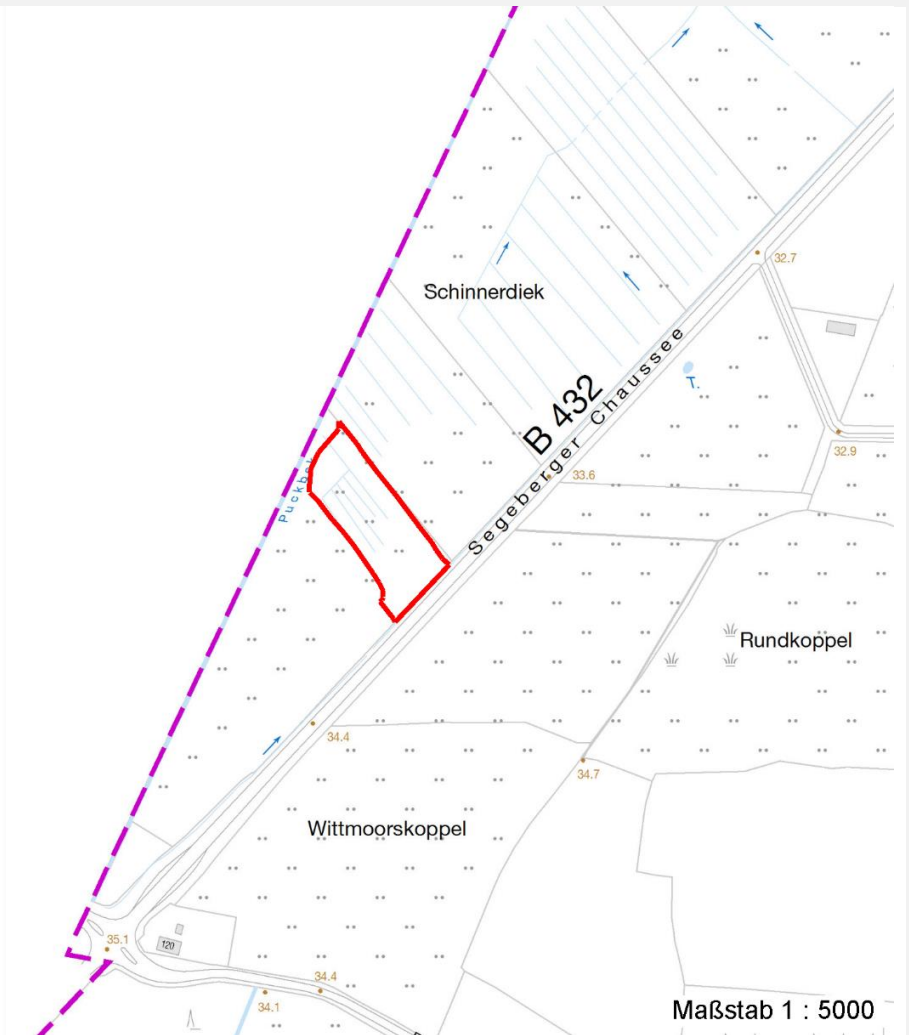 32.7
Schinnerdiek
T.
B 432
Segeberger Chaussee
32.9
33.6
Puckbek
Rundkoppel
34.4
34.7
Wittmoorskoppel
35.1
120
34.4
34.1
Maßstab 1 : 5000